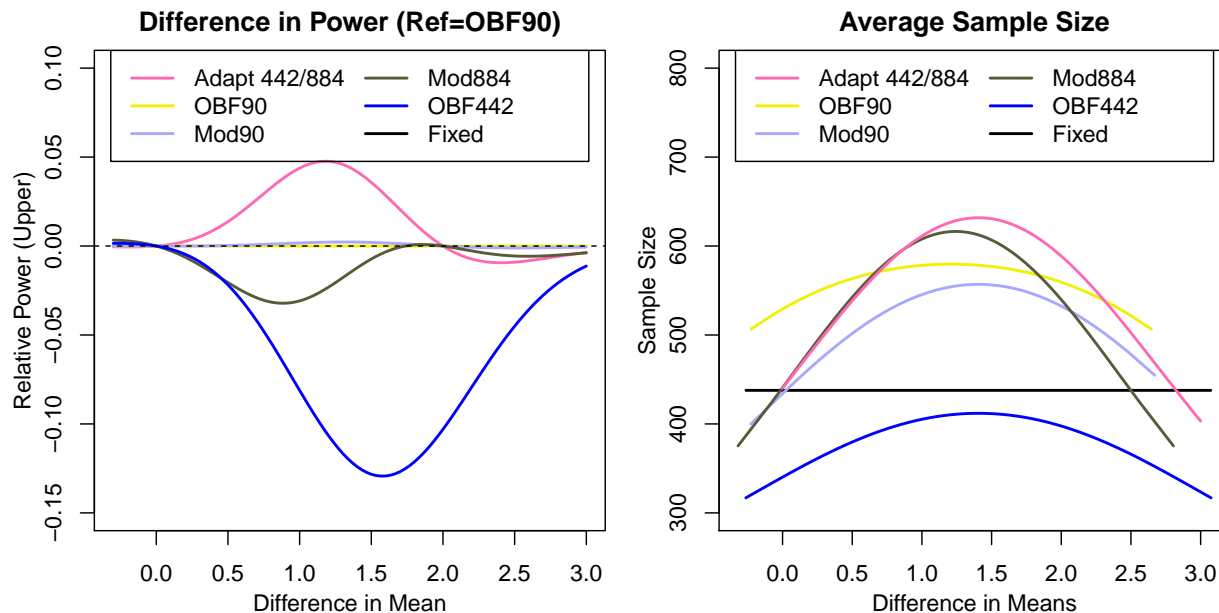 Difference in Power (Ref=OBF90)
Relative Power (Upper)
0.10
0.05
0.00
−0.05
−0.10
−0.15
Adapt 442/884
OBF90
Mod90
Mod884
OBF442
Fixed
0.0 0.5 1.0 1.5 2.0 2.5 3.0
Difference in Mean
Average Sample Size
Sample Size
800
700
600
500
400
300
Adapt 442/884
OBF90
Mod90
Mod884
OBF442
Fixed
0.0 0.5 1.0 1.5 2.0 2.5 3.0
Difference in Means